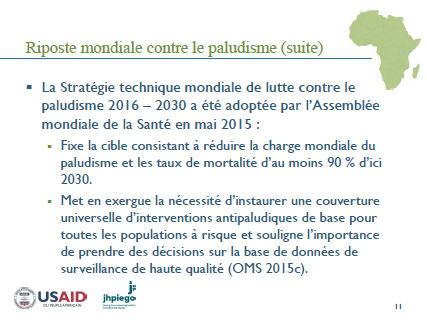 Riposte mondiale contre le paludisme (suite)
▪ La Stratégie technique mondiale de lutte contre le
paludisme 2016 – 2030 a été adoptée par l'Assemblée
mondiale de la Santé en mai 2015 :
▪ Fixe la cible consistant à réduire la charge mondiale du
paludisme et les taux de mortalité d'au moins 90 % d'ici
2030.
▪ Met en exergue la nécessité d'instaurer une couverture
universelle d'interventions antipaludiques de base pour
toutes les populations à risque et souligne l'importance
de prendre des décisions sur la base de données de
surveillance de haute qualité (OMS 2015c).
USAID
DU PEUPLE AMERICAIN
jhpiego
11